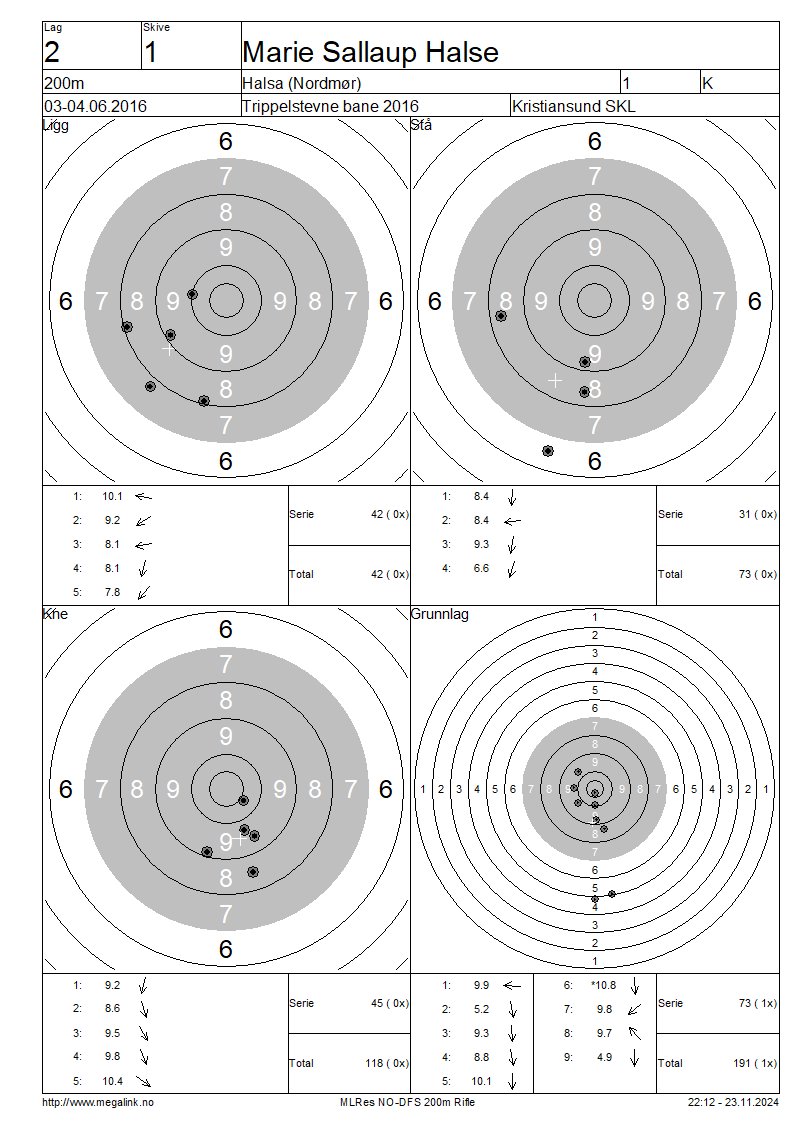 Lag Skive
2 1 Marie Sallaup Halse
200m Halsa (Nordmør) 1 K
03-04.06.2016 Trippelstevne bane 2016 Kristiansund SKL
Ligg
6
7
8
9
6 7 8 9 9 8 7 6
9
8
7
6
Stå
6
7
8
9
6 7 8 9 9 8 7 6
9
8
7
6
1: 10.1
2: 9.2
3: 8.1
4: 8.1
5: 7.8
Serie 42 ( 0x)
Total 42 ( 0x)
1: 8.4
2: 8.4
3: 9.3
4: 6.6
Serie 31 ( 0x)
Total 73 ( 0x)
Kne
6
7
8
9
6 7 8 9 9 8 7 6
9
8
7
6
Grunnlag
1
2
3
4
5
6
7
8
9
1 2 3 4 5 6 7 8 9 9 8 7 6 5 4 3 2 1
9
8
7
6
5
4
3
2
1
1: 9.2
2: 8.6
3: 9.5
4: 9.8
5: 10.4
Serie 45 ( 0x)
Total 118 ( 0x)
1: 9.9 6: *10.8
2: 5.2 7: 9.8
3: 9.3 8: 9.7
4: 8.8 9: 4.9
5: 10.1
Serie 73 ( 1x)
Total 191 ( 1x)
http://www.megalink.no MLRes NO-DFS 200m Rifle 22:12 - 23.11.2024